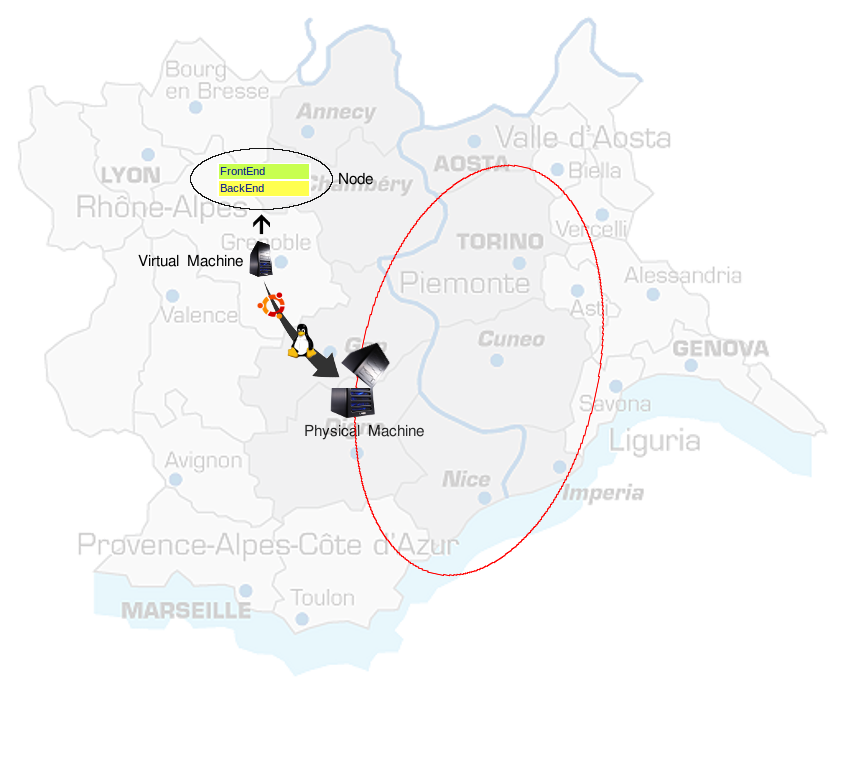 Bourg
en Bresse
Annecy
Valle d'Aosta
LYON
AOSTA
Biella
FrontEnd
BackEnd
Node
Chambéry
Rhône-Alpes
Vercelli
Grenoble
TORINO
Virtual Machine
Piemonte
Alessandria
Valence
Asti
Gap
Cuneo
GENOVA
Savona
Digne
Physical Machine
Liguria
Avignon
Nice
Imperia
Provence-Alpes-Côte d'Azur
MARSEILLE
Toulon